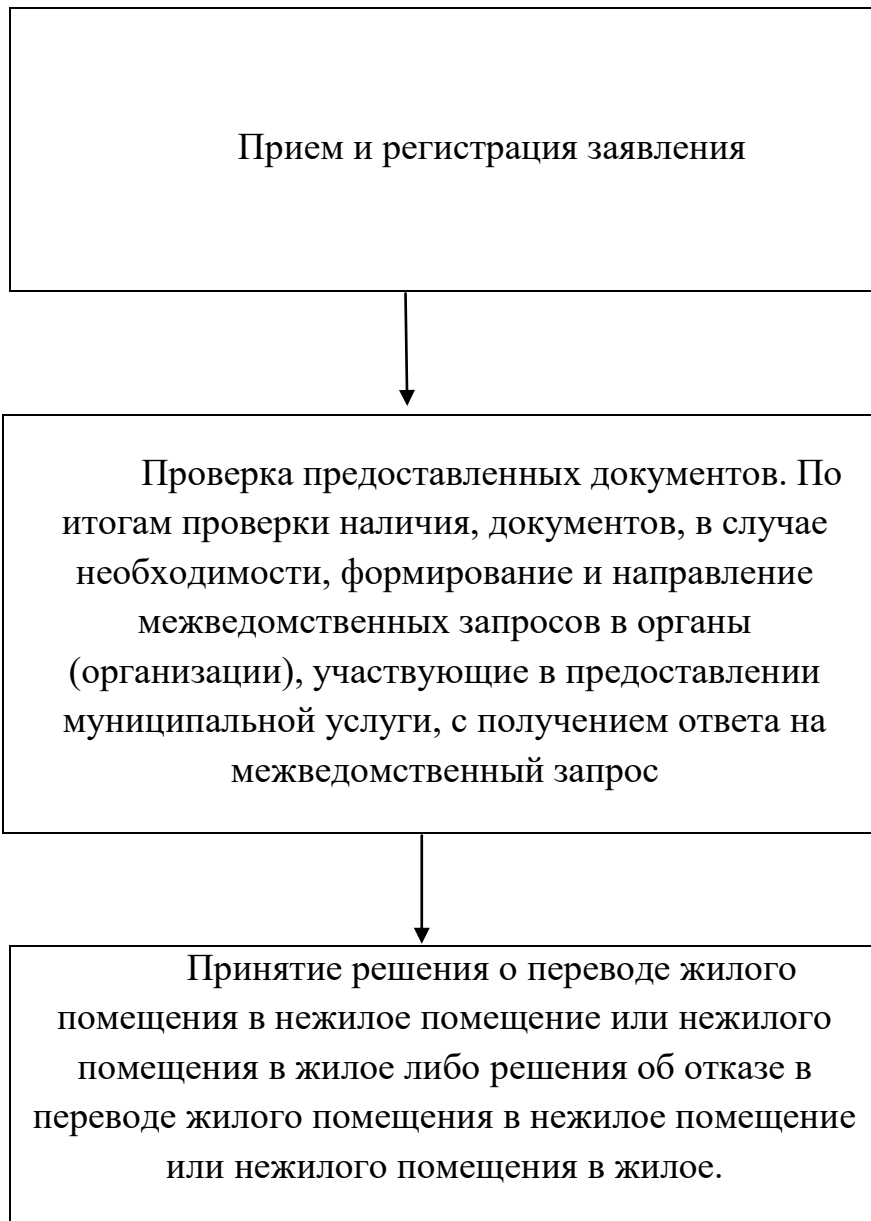 Прием и регистрация заявления
Проверка предоставленных документов. По
итогам проверки наличия, документов, в случае
необходимости, формирование и направление
межведомственных запросов в органы
(организации), участвующие в предоставлении
муниципальной услуги, с получением ответа на
межведомственный запрос
Принятие решения о переводе жилого
помещения в нежилое помещение или нежилого
помещения в жилое либо решения об отказе в
переводе жилого помещения в нежилое помещение
или нежилого помещения в жилое.